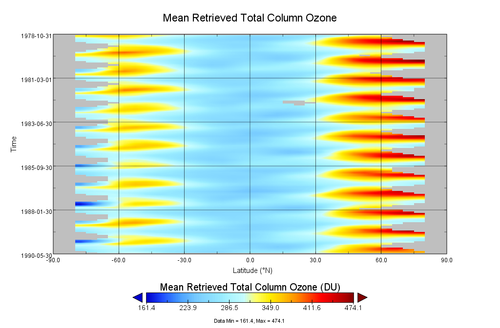 Mean Retrieved Total Column Ozone
1978-10-31
1981-03-01
1983-06-30
1985-09-30
1988-01-30
1990-05-30
Time
-90.0 -60.0 -30.0 0.0 30.0 60.0 90.0
Latitude (°N)
Mean Retrieved Total Column Ozone (DU)
161.4 223.9 286.5 349.0 411.6 474.1
Data Min = 161.4, Max = 474.1